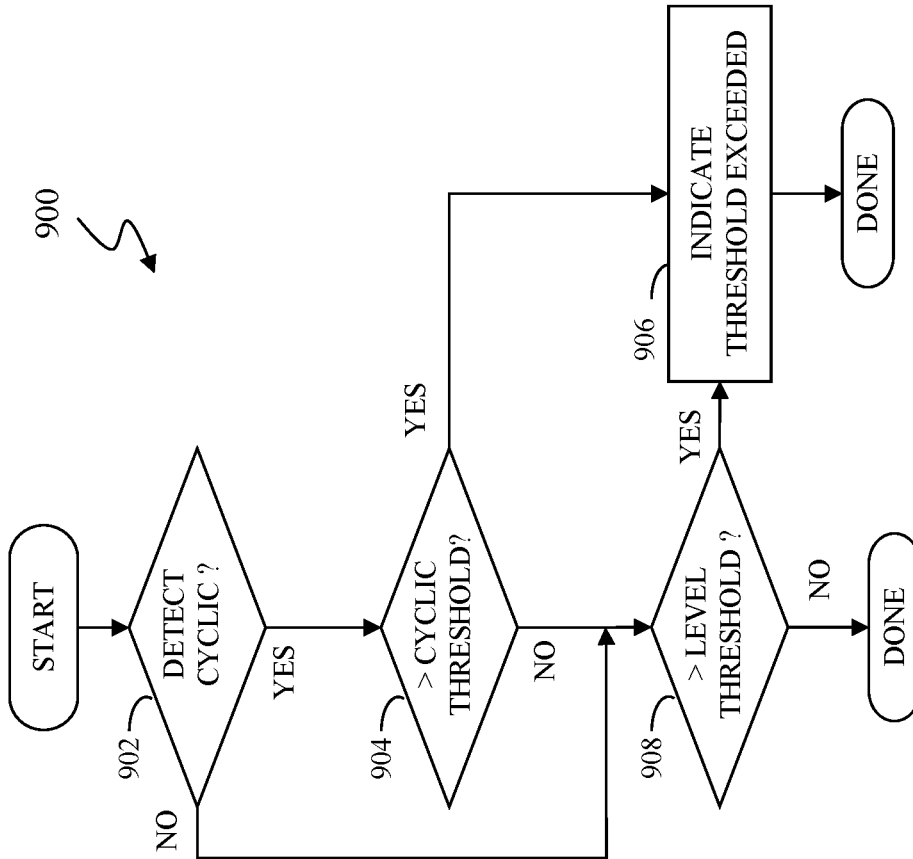 900
START
902
DETECT
CYCLIC ?
NO
YES
904
> CYCLIC
THRESHOLD?
YES
NO
908
> LEVEL
THRESHOLD ?
YES
NO
906
INDICATE
THRESHOLD EXCEEDED
DONE
DONE